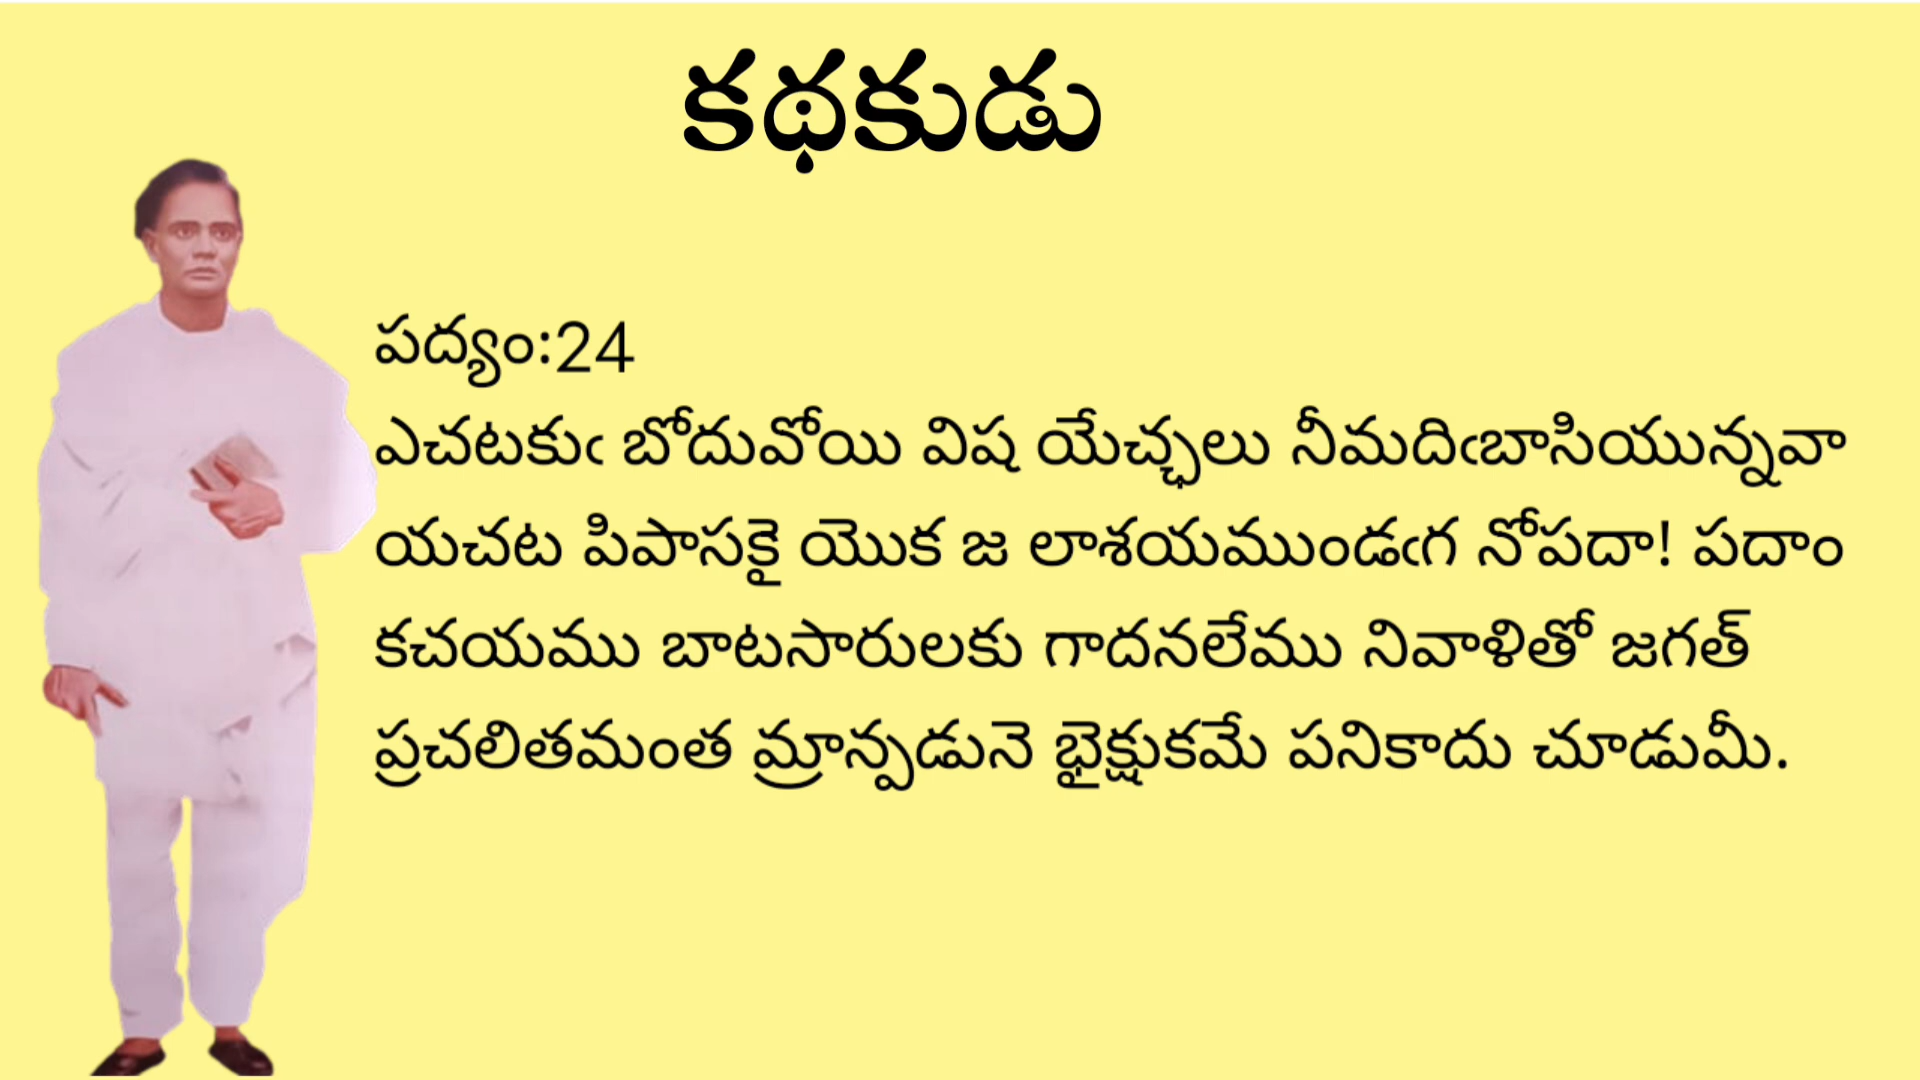 కథకుడు
పద్యం:24
ఎచటకుఁ బోదువోయి విష యేచ్ఛలు నీమదిఁబాసియున్నవా
యచట పిపాసకై యొక జ లాశయముండఁగ నోపదా! పదాం
కచయము బాటసారులకు గాదనలేము నివాళితో జగత్
ప్రచలితమంత మ్రాన్పడునె భైక్షుకమే పనికాదు చూడుమీ.